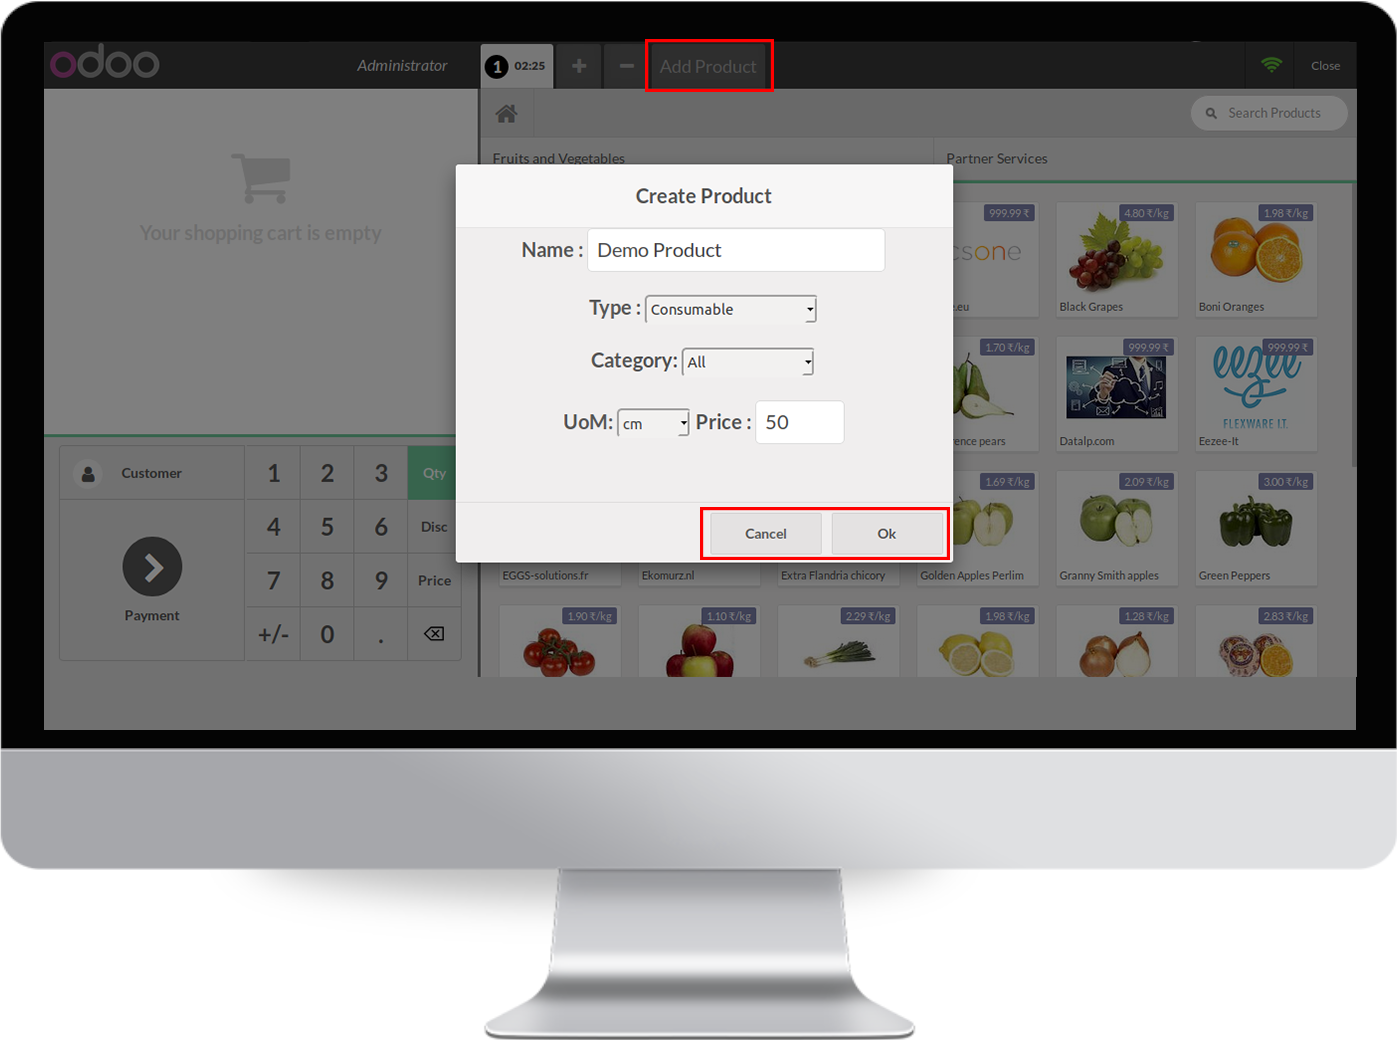 odoo
Administrator
1 02:25
+
−
Add Product
Close
Search Products
Your shopping cart is empty
Fruits and Vegetables
Partner Services
Create Product
Name : Demo Product
Type : Consumable
Category: All
UoM: cm Price : 50
Cancel Ok
Customer
Payment
1 2 3 Qty
4 5 6 Disc
7 8 9 Price
+/- 0 .
999.99 ₹
csone
.eu
4.80 ₹/kg
Black Grapes
1.98 ₹/kg
Boni Oranges
1.70 ₹/kg
rence pears
999.99 ₹
Datalp.com
999.99 ₹
eezee
FLEXWARE I.T.
Eezee-It
EGGS-solutions.fr
Ekomurz.nl
Extra Flandria chicory
1.69 ₹/kg
Golden Apples Perlim
2.09 ₹/kg
Granny Smith apples
3.00 ₹/kg
Green Peppers
1.90 ₹/kg
1.10 ₹/kg
2.29 ₹/kg
1.98 ₹/kg
1.28 ₹/kg
2.83 ₹/kg